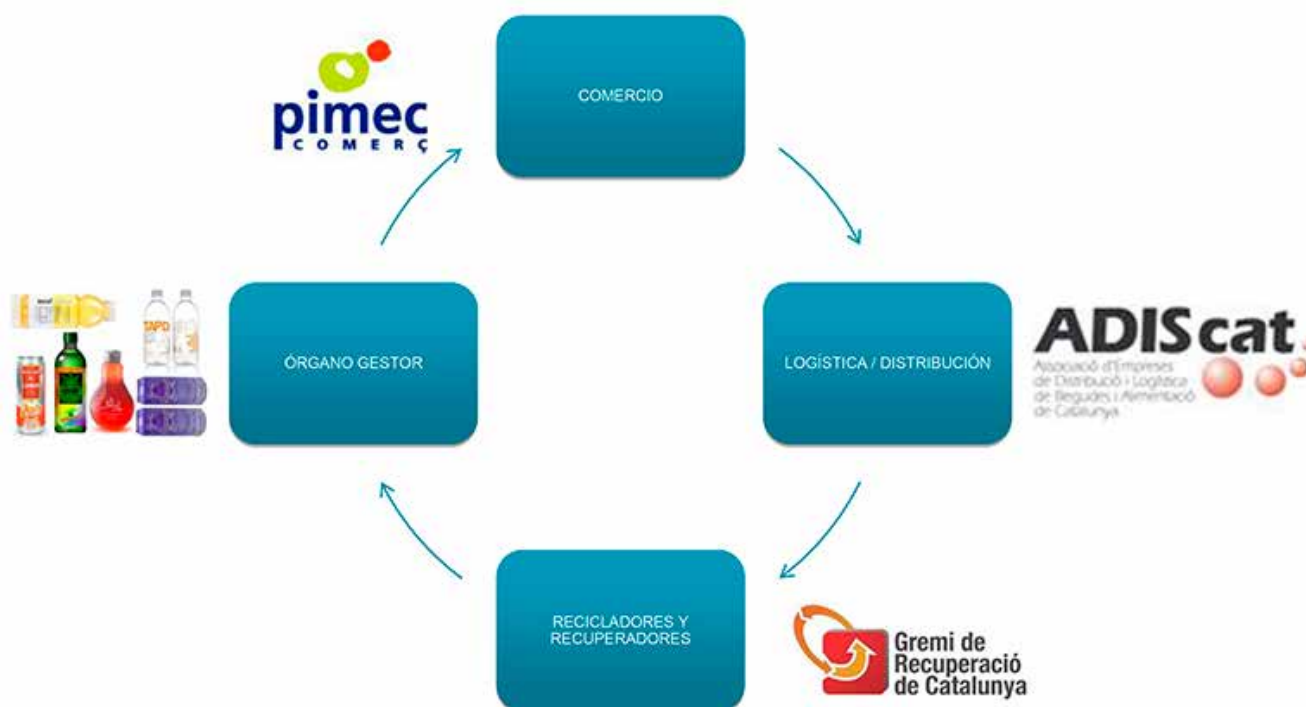 COMERCIO
pimec
COMERÇ
ÓRGANO GESTOR
LOGÍSTICA / DISTRIBUCIÓN
ADIScat
Associació d'Empreses
de Distribució i Logística
de Begudes i Alimentació
de Catalunya
TAPD
RECICLADORES Y
RECUPERADORES
Gremi de
Recuperació
de Catalunya